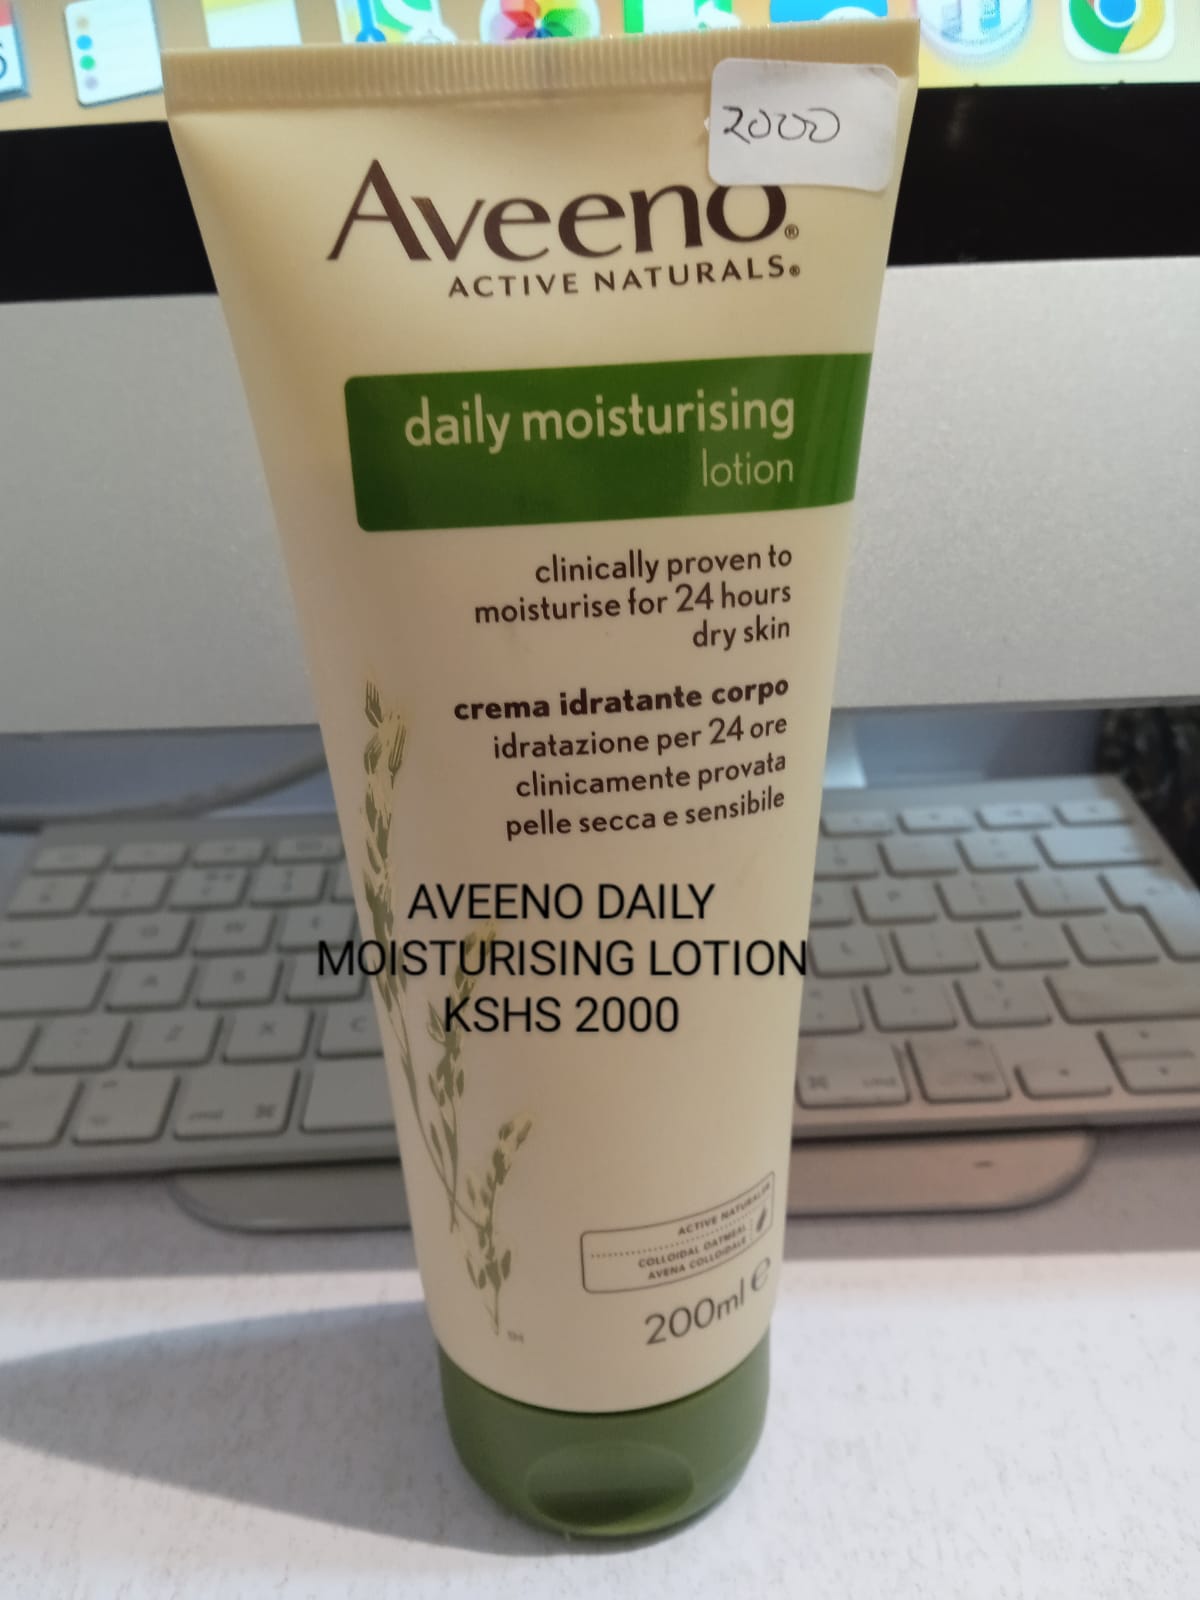 2000
Aveeno®
ACTIVE NATURALS®
daily moisturising
lotion
clinically proven to
moisturise for 24 hours
dry skin
crema idratante corpo
idratazione per 24 ore
clinicamente provata
pelle secca e sensibile
AVEENO DAILY
MOISTURISING LOTION
KSHS 2000
ACTIVE NATURALS
COLLOIDAL OATMEAL
AVENA COLLOIDALE
200ml e
TM